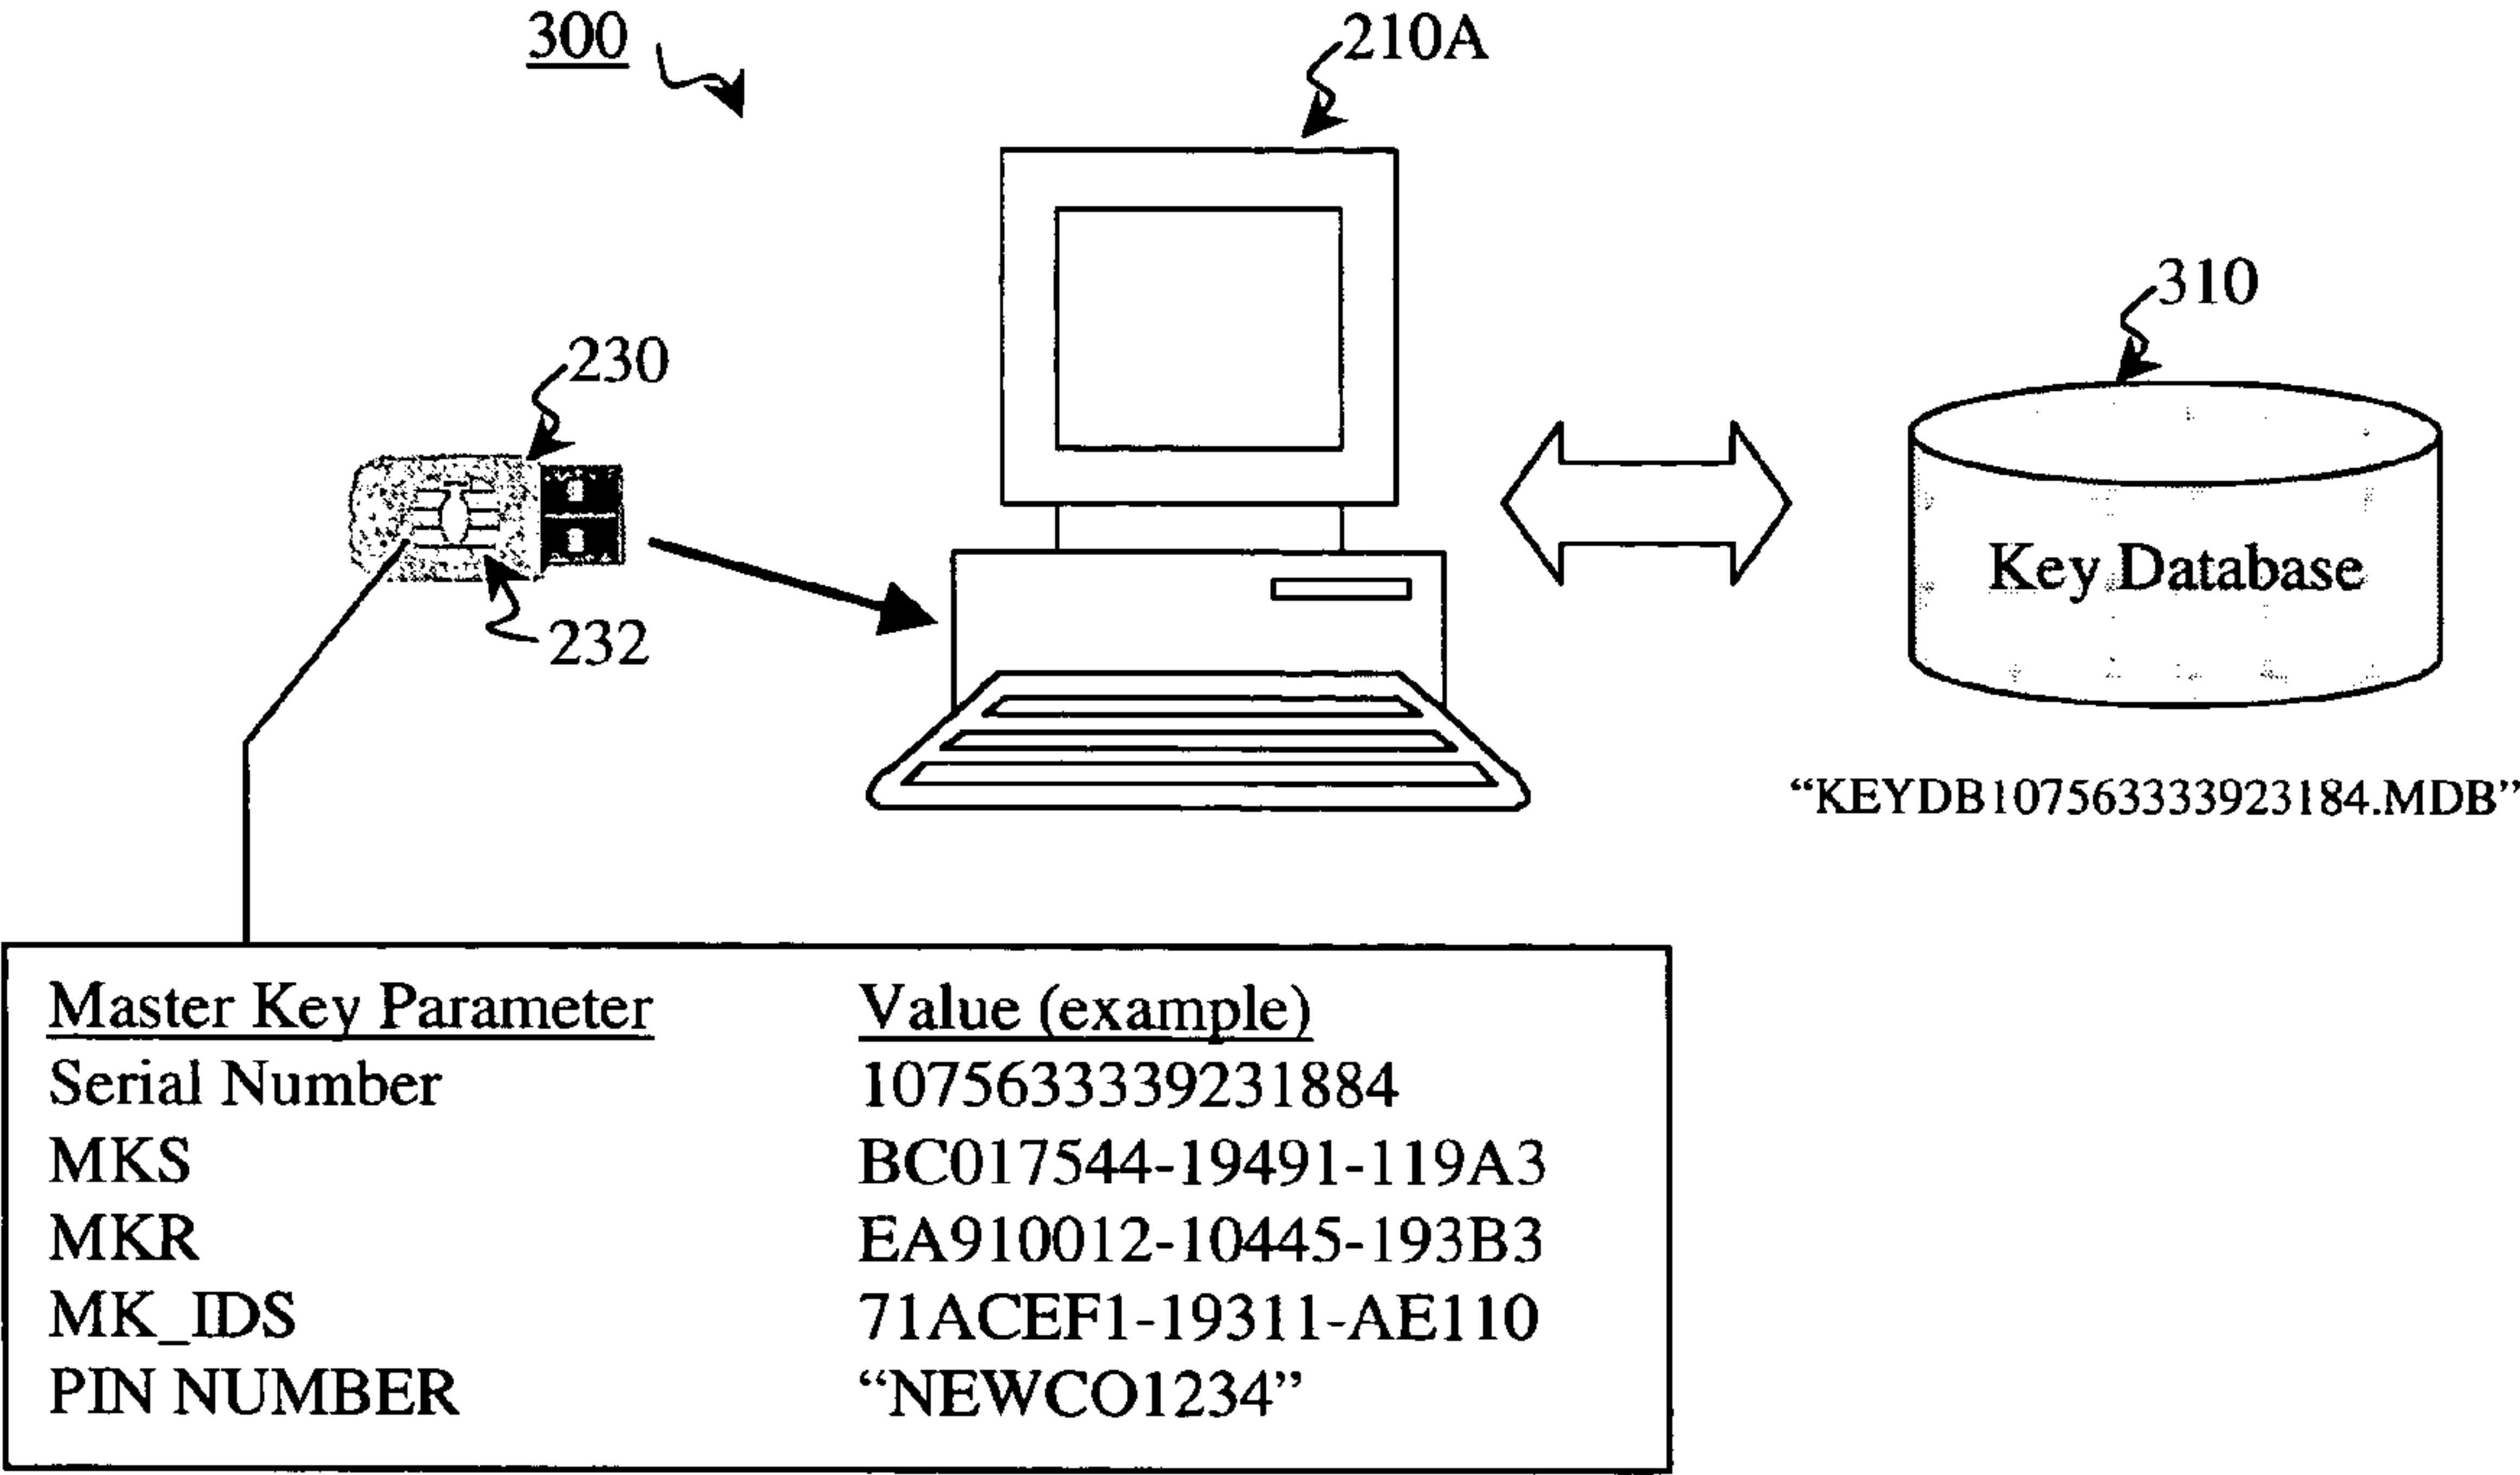 300
210A
310
230
232
Key Database
“KEYDB107563333923184.MDB”
Master Key Parameter Value (example)
Serial Number 1075633339231884
MKS BC017544-19491-119A3
MKR EA910012-10445-193B3
MK_IDS 71ACEF1-19311-AE110
PIN NUMBER “NEWCO1234”